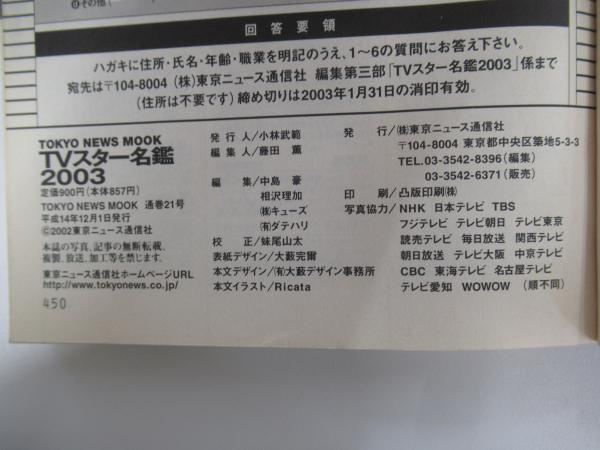 ❹その他(
回答要領
ハガキに住所・氏名・年齢・職業を明記のうえ、1〜6の質問にお答え下さい。
宛先は〒104-8004 (株)東京ニュース通信社 編集第三部「TVスター名鑑2003」係まで
(住所は不要です)締め切りは2003年1月31日の消印有効。
TOKYO NEWS MOOK
TVスター名鑑
2003
定価900円(本体857円)
TOKYO NEWS MOOK 通巻21号
平成14年12月1日発行
©2002東京ニュース通信社
本誌の写真、記事の無断転載、
複製、放送、加工等を禁じます。
東京ニュース通信社ホームページURL
http://www.tokyonews.co.jp/
450
発行人/小林武範
編集人/藤田 薫
編集/中島 豪
相沢理加
㈱キューズ
㈲ダテハリ
校正/妹尾山太
表紙デザイン/大薮完爾
本文デザイン/㈲大薮デザイン事務所
本文イラスト/Ricata
発行/㈱東京ニュース通信社
〒104-8004 東京都中央区築地5-3-3
TEL.03-3542-8396(編集)
03-3542-6371(販売)
印刷/凸版印刷㈱
写真協力/NHK 日本テレビ TBS
フジテレビ テレビ朝日 テレビ東京
読売テレビ 毎日放送 関西テレビ
朝日放送 テレビ大阪 中京テレビ
CBC 東海テレビ 名古屋テレビ
テレビ愛知 WOWOW (順不同)